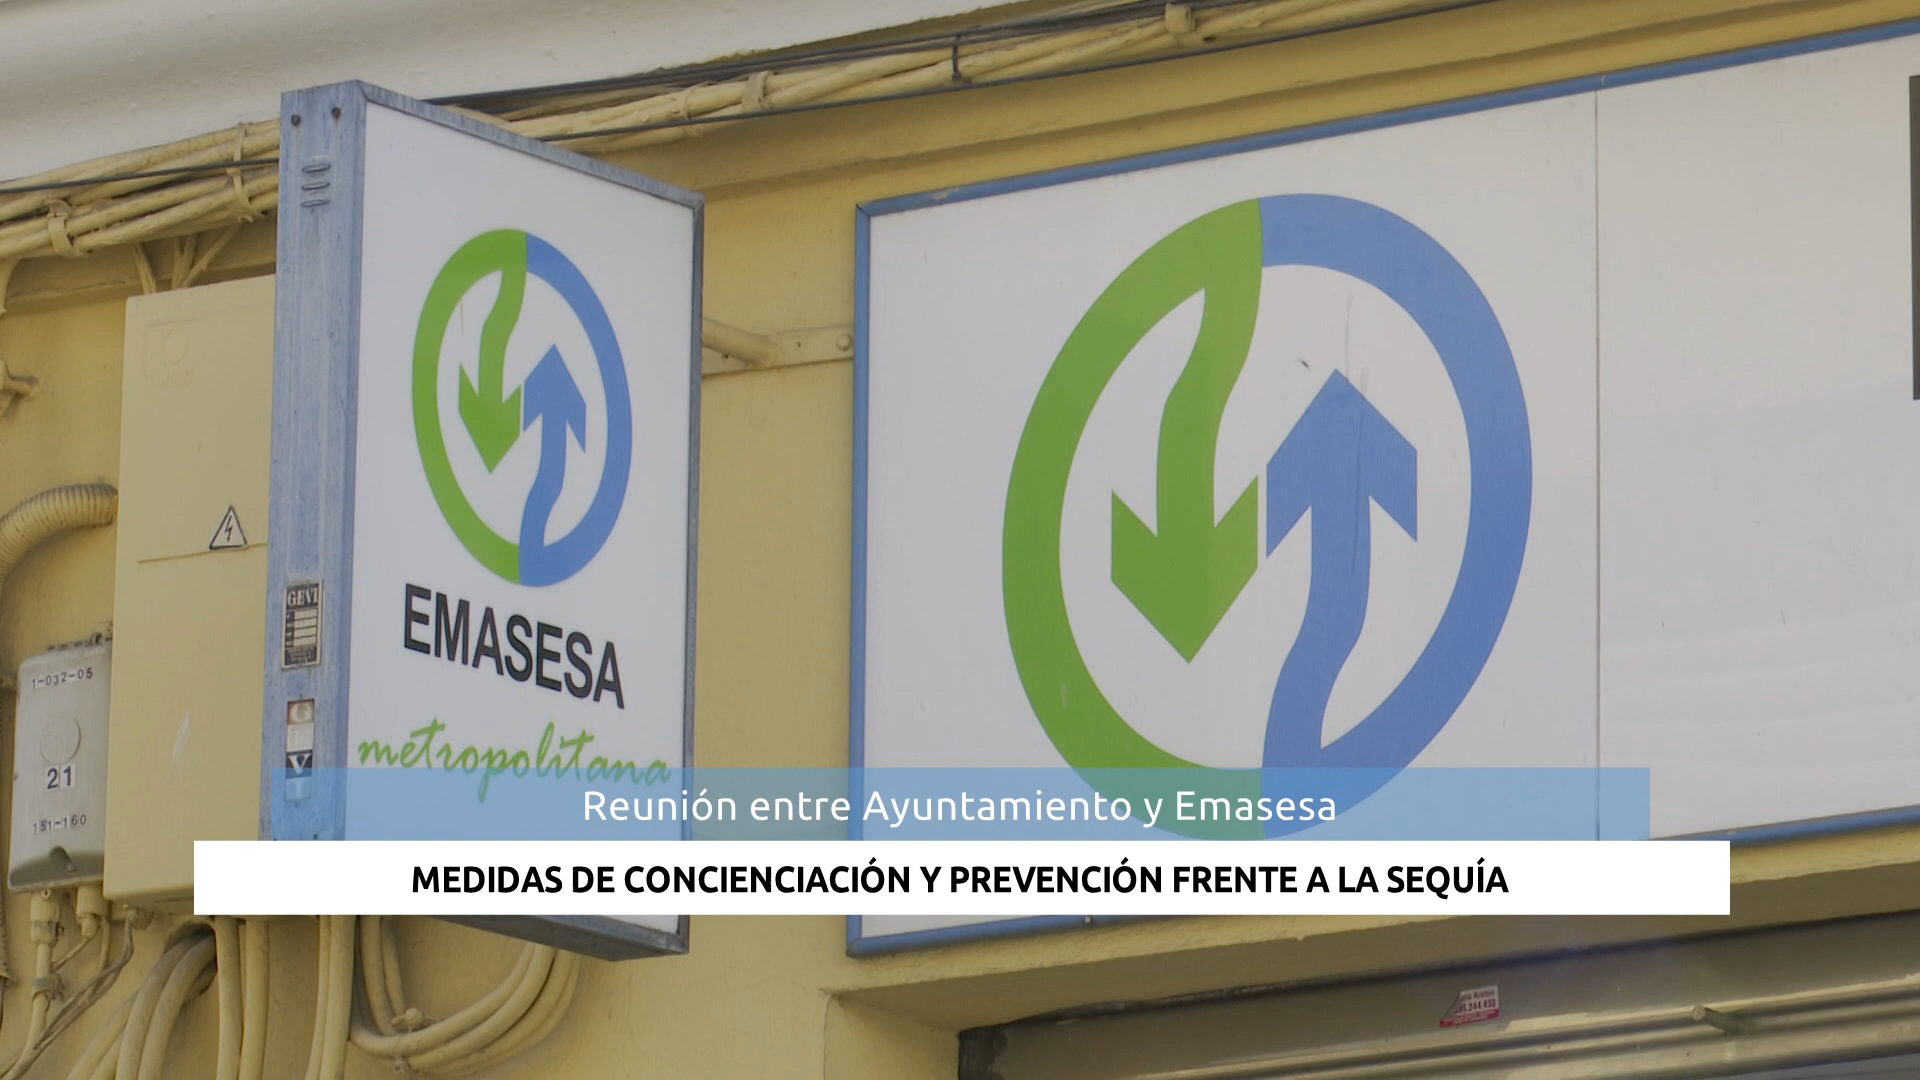 EMASESA
metropolitana
GEVI
G
V
1-032-05
21
151-160
Reunión entre Ayuntamiento y Emasesa
MEDIDAS DE CONCIENCIACIÓN Y PREVENCIÓN FRENTE A LA SEQUÍA